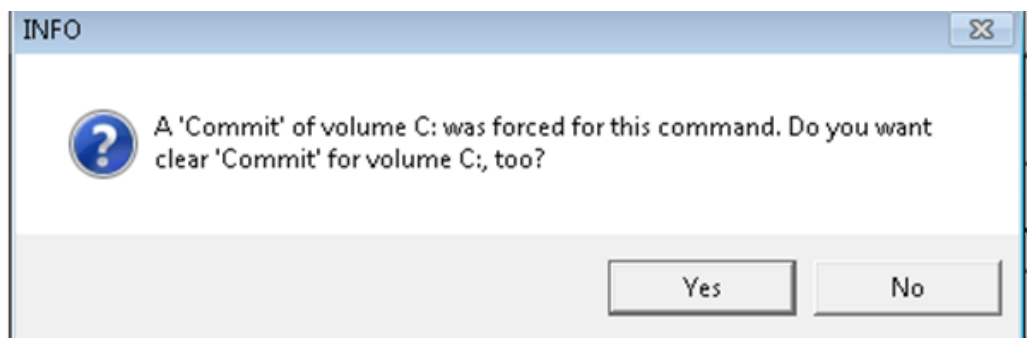 INFO
A 'Commit' of volume C: was forced for this command. Do you want
clear 'Commit' for volume C:, too?
Yes
No